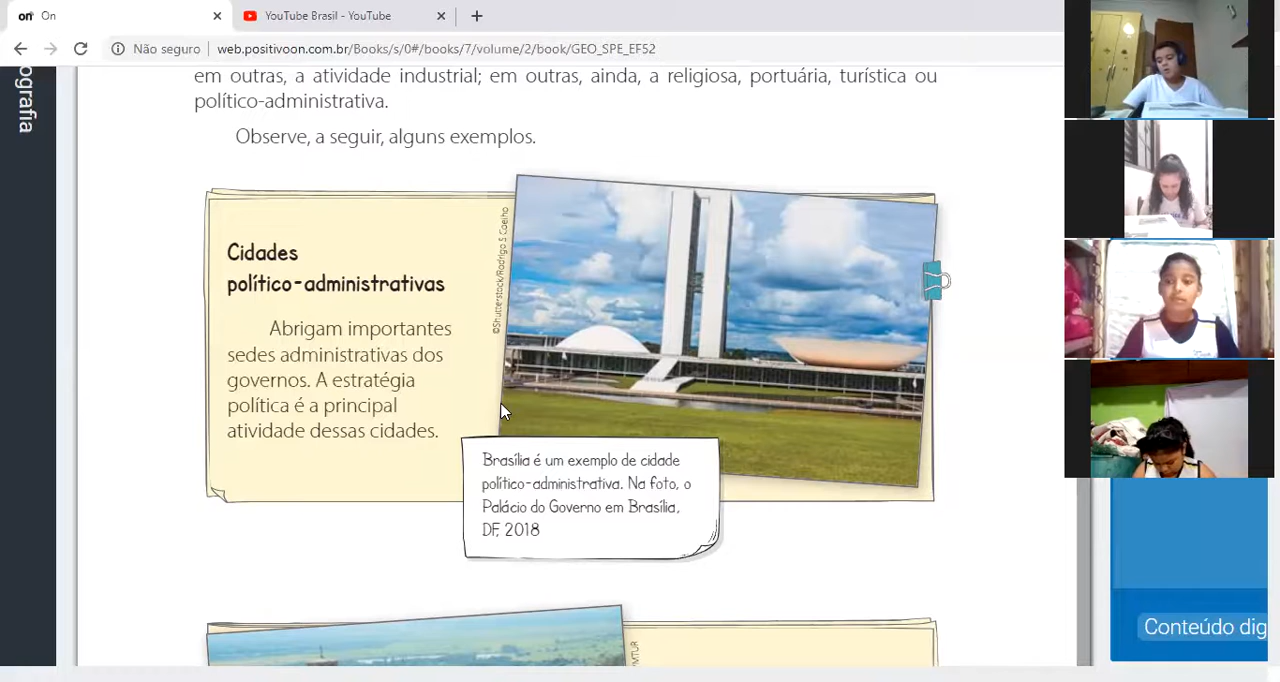 On
YouTube Brasil - YouTube
Não seguro
web.positivoon.com.br/Books/s/0#/books/7/volume/2/book/GEO_SPE_EF52
ografia
em outras, a atividade industrial; em outras, ainda, a religiosa, portuária, turística ou
político-administrativa.
Observe, a seguir, alguns exemplos.
Cidades
político-administrativas
Abrigam importantes
sedes administrativas dos
governos. A estratégia
política é a principal
atividade dessas cidades.
©Shutterstock/Rodrigo S Coelho
Brasília é um exemplo de cidade
político-administrativa. Na foto, o
Palácio do Governo em Brasília,
DF, 2018
MTUR
Conteúdo dig